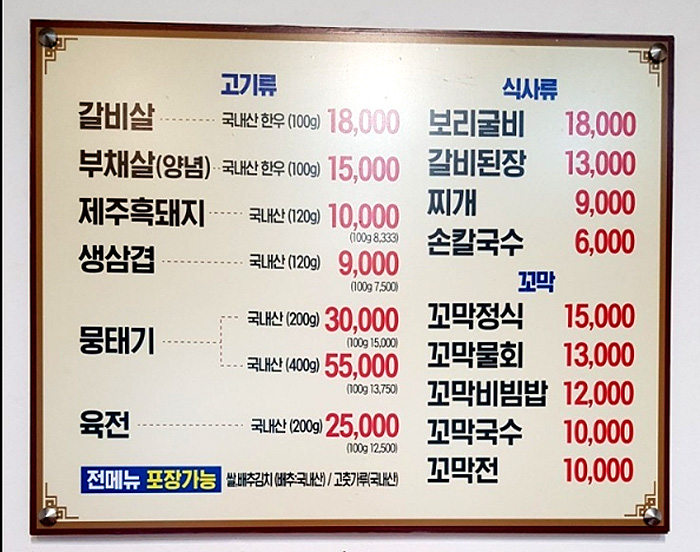 고기류
갈비살 국내산 한우 (100g) 18,000
부채살(양념) 국내산 한우 (100g) 15,000
제주흑돼지 국내산 (120g) 10,000
(100g 8,333)
생삼겹 국내산 (120g) 9,000
(100g 7,500)
뭉태기
국내산 (200g) 30,000
(100g 15,000)
국내산 (400g) 55,000
(100g 13,750)
육전 국내산 (200g) 25,000
(100g 12,500)
전메뉴 포장가능 쌀,배추김치 (배추:국내산) / 고춧가루(국내산)
식사류
보리굴비 18,000
갈비된장 13,000
찌개 9,000
손칼국수 6,000
꼬막
꼬막정식 15,000
꼬막물회 13,000
꼬막비빔밥 12,000
꼬막국수 10,000
꼬막전 10,000